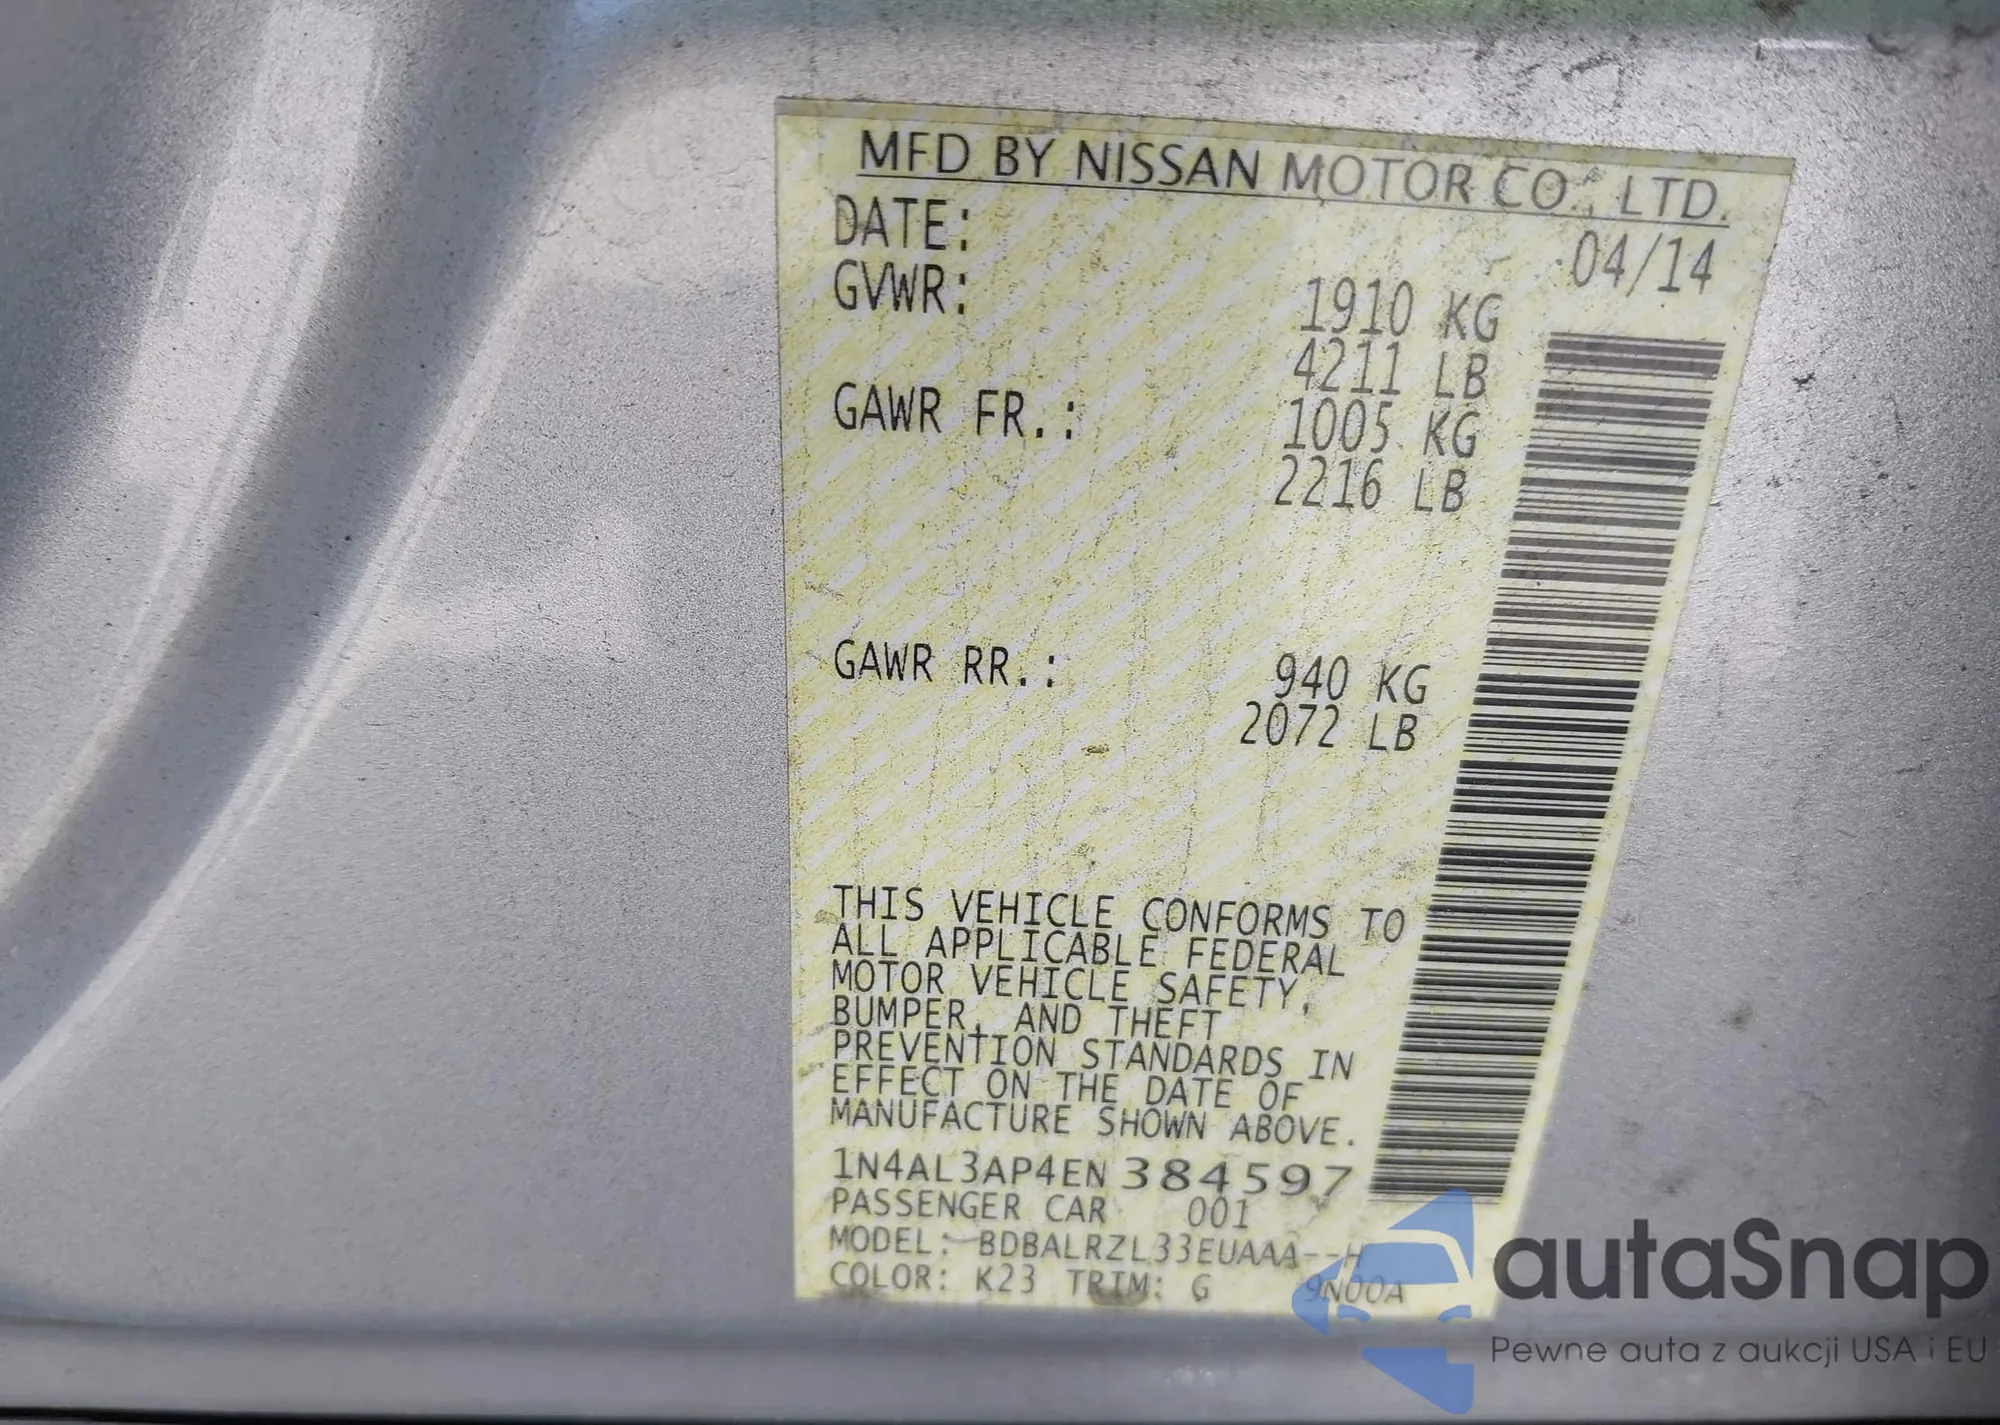 MFD BY NISSAN MOTOR CO., LTD.
DATE: 04/14
GVWR: 1910 KG
4211 LB
GAWR FR.: 1005 KG
2216 LB
GAWR RR.: 940 KG
2072 LB
THIS VEHICLE CONFORMS TO
ALL APPLICABLE FEDERAL
MOTOR VEHICLE SAFETY,
BUMPER, AND THEFT
PREVENTION STANDARDS IN
EFFECT ON THE DATE OF
MANUFACTURE SHOWN ABOVE.
1N4AL3AP4EN384597
PASSENGER CAR 001
MODEL: BDBALRZL33EUAAA--H
COLOR: K23 TRIM: G 9N00A
autaSnap
Pewne auta z aukcji USA i EU